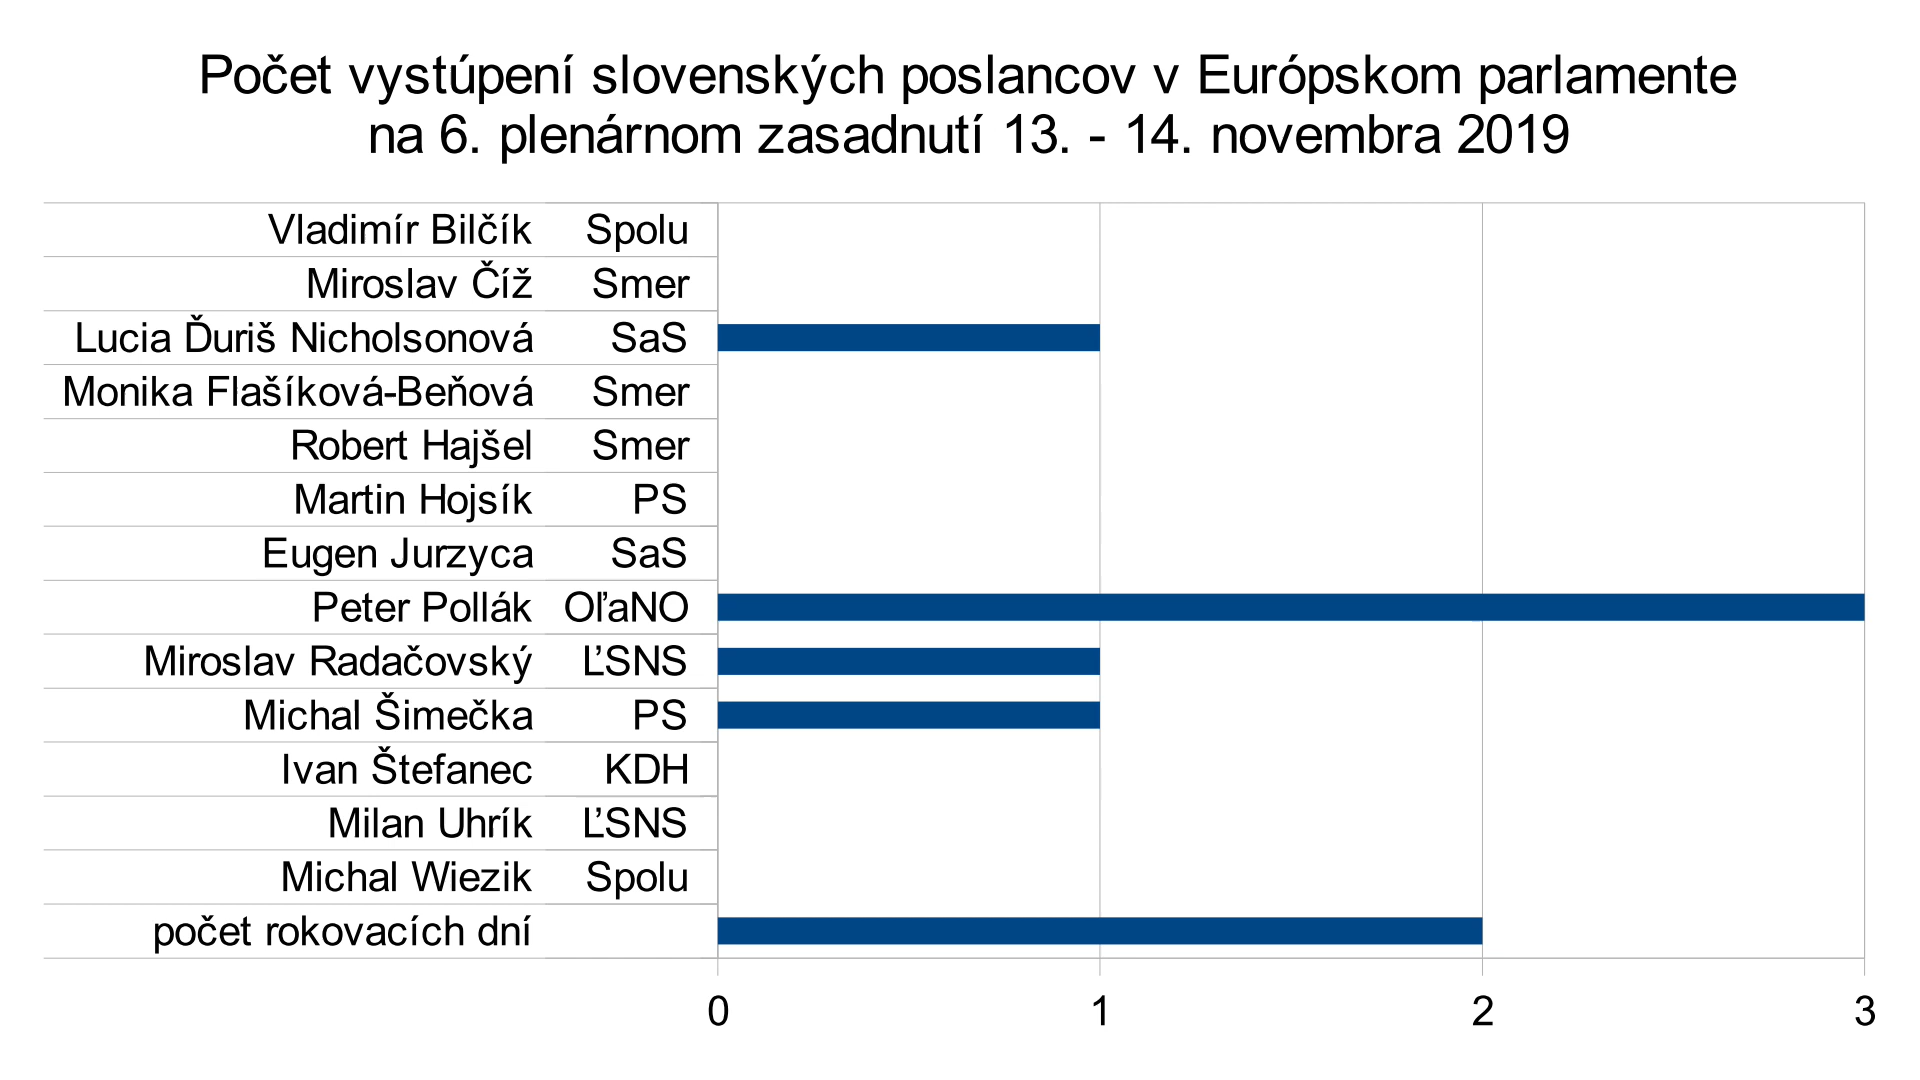 Počet vystúpení slovenských poslancov v Európskom parlamente
na 6. plenárnom zasadnutí 13. - 14. novembra 2019
Vladimír Bilčík Spolu
Miroslav Číž Smer
Lucia Ďuriš Nicholsonová SaS
Monika Flašíková-Beňová Smer
Robert Hajšel Smer
Martin Hojsík PS
Eugen Jurzyca SaS
Peter Pollák OľaNO
Miroslav Radačovský ĽSNS
Michal Šimečka PS
Ivan Štefanec KDH
Milan Uhrík ĽSNS
Michal Wiezik Spolu
počet rokovacích dní
0 1 2 3